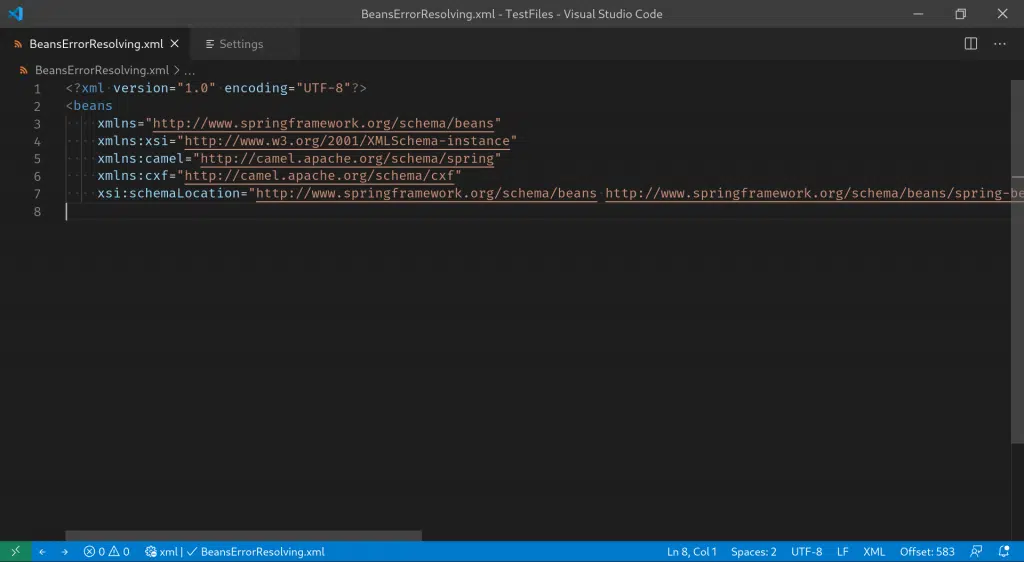 BeansErrorResolving.xml - TestFiles - Visual Studio Code
BeansErrorResolving.xml Settings
BeansErrorResolving.xml > ...
1 <?xml version="1.0" encoding="UTF-8"?>
2 <beans
3 xmlns="http://www.springframework.org/schema/beans"
4 xmlns:xsi="http://www.w3.org/2001/XMLSchema-instance"
5 xmlns:camel="http://camel.apache.org/schema/spring"
6 xmlns:cxf="http://camel.apache.org/schema/cxf"
7 xsi:schemaLocation="http://www.springframework.org/schema/beans http://www.springframework.org/schema/beans/spring-be
8
0 0 xml | ✓ BeansErrorResolving.xml Ln 8, Col 1 Spaces: 2 UTF-8 LF XML Offset: 583